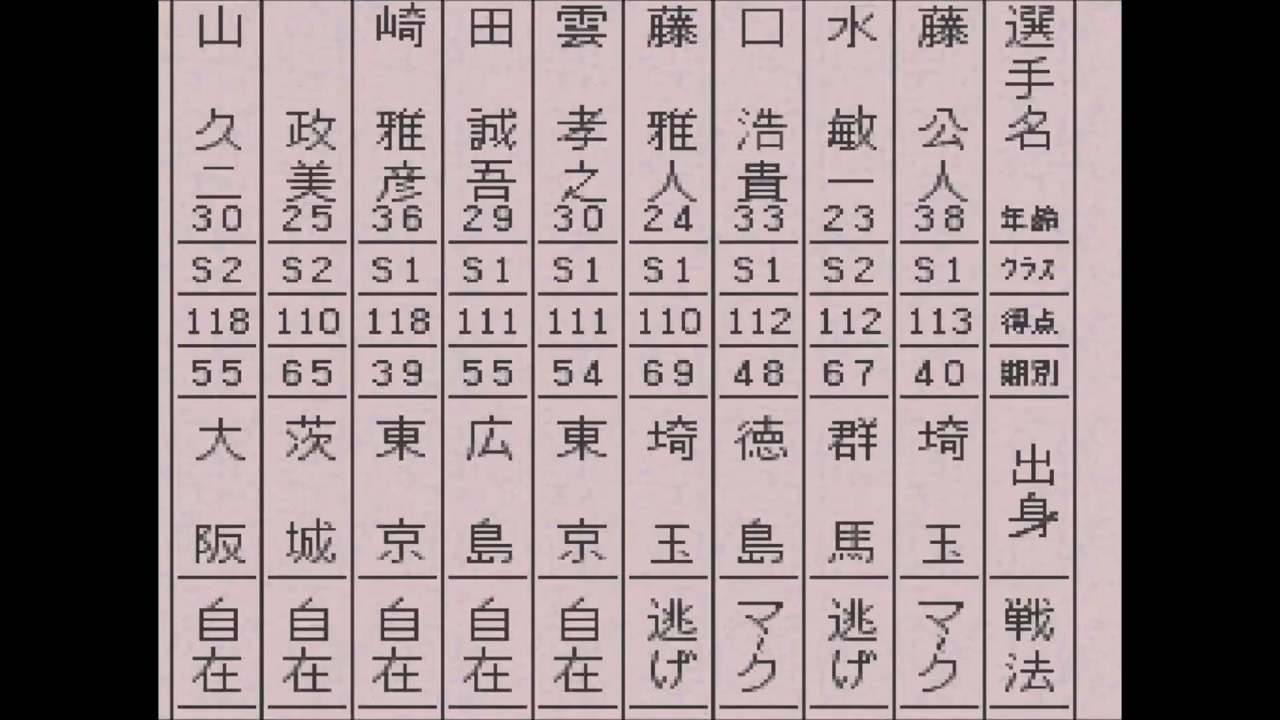 選手名 年齢 クラス 得点 期別 出身 戦法
藤 公人 38 S1 113 40 埼玉 マーク
水 敏一 23 S2 112 67 群馬 逃げ
口 浩貴 33 S1 112 48 徳島 マーク
藤 雅人 24 S1 110 69 埼玉 逃げ
雲 孝之 30 S1 111 54 東京 自在
田 誠吾 29 S1 111 55 広島 自在
崎 雅彦 36 S1 118 39 東京 自在
政美 25 S2 110 65 茨城 自在
山 久二 30 S2 118 55 大阪 自在